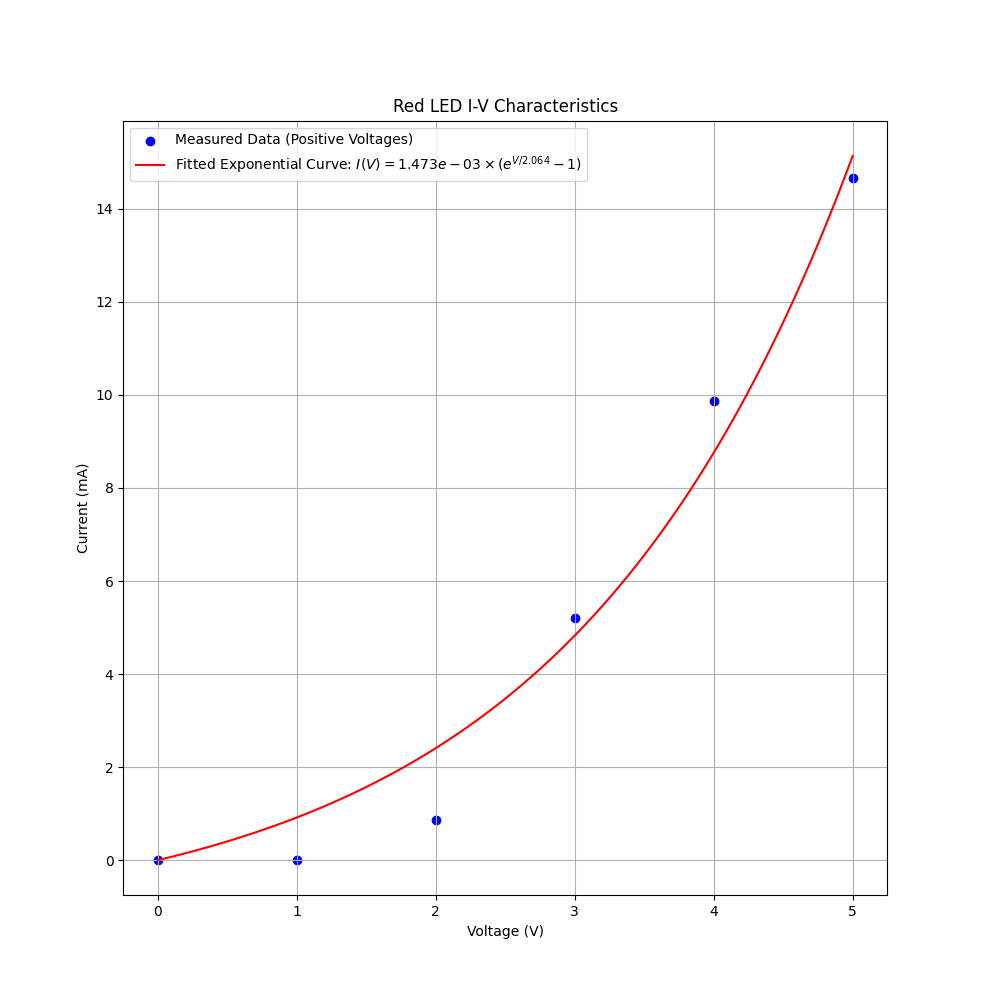 Red LED I-V Characteristics
Measured Data (Positive Voltages)
Fitted Exponential Curve: I(V) = 1.473e − 03 × (e^{V/2.064} − 1)
14
12
10
8
6
4
2
0
Current (mA)
0 1 2 3 4 5
Voltage (V)